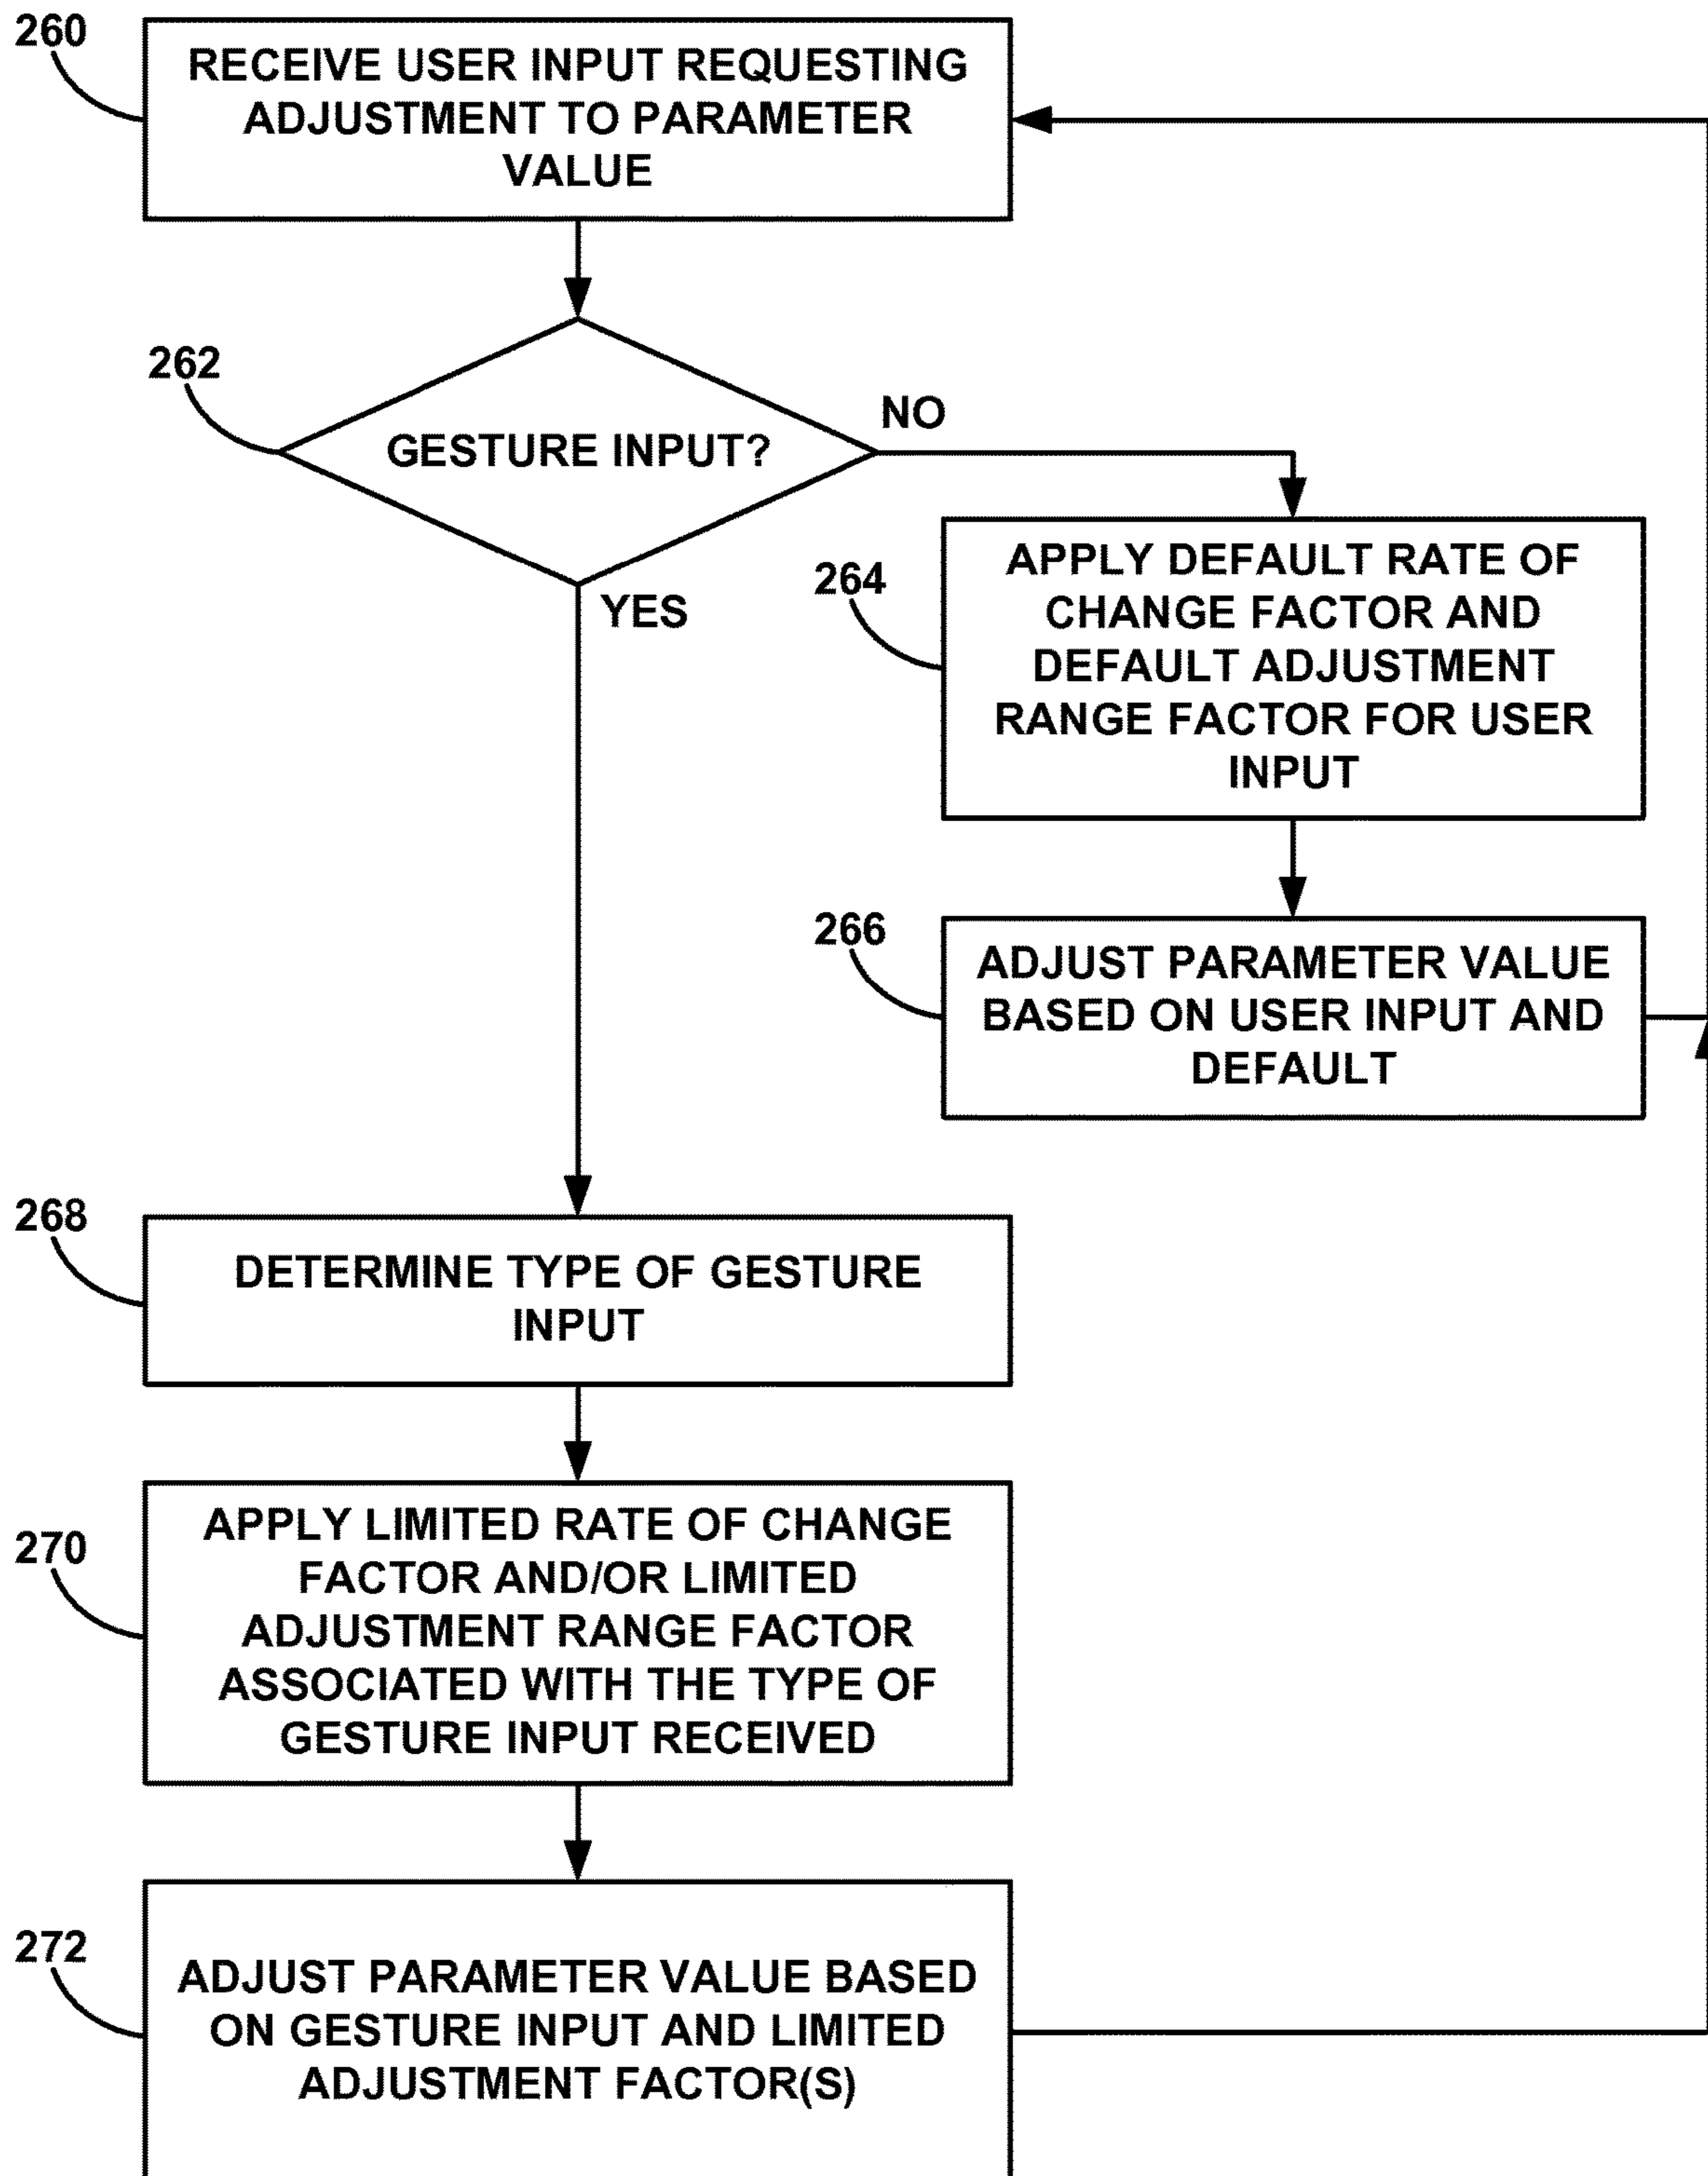 260
RECEIVE USER INPUT REQUESTING
ADJUSTMENT TO PARAMETER
VALUE
262
GESTURE INPUT?
NO
YES
264
APPLY DEFAULT RATE OF
CHANGE FACTOR AND
DEFAULT ADJUSTMENT
RANGE FACTOR FOR USER
INPUT
266
ADJUST PARAMETER VALUE
BASED ON USER INPUT AND
DEFAULT
268
DETERMINE TYPE OF GESTURE
INPUT
270
APPLY LIMITED RATE OF CHANGE
FACTOR AND/OR LIMITED
ADJUSTMENT RANGE FACTOR
ASSOCIATED WITH THE TYPE OF
GESTURE INPUT RECEIVED
272
ADJUST PARAMETER VALUE BASED
ON GESTURE INPUT AND LIMITED
ADJUSTMENT FACTOR(S)